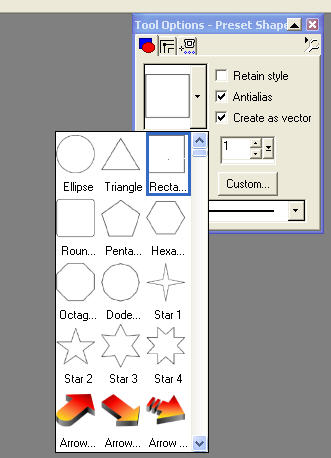 Tool Options - Preset Shape
Retain style
Antialias
Create as vector
1
Custom...
Ellipse Triangle Recta...
Roun... Penta... Hexa...
Octag... Dode... Star 1
Star 2 Star 3 Star 4
Arrow... Arrow... Arrow ...